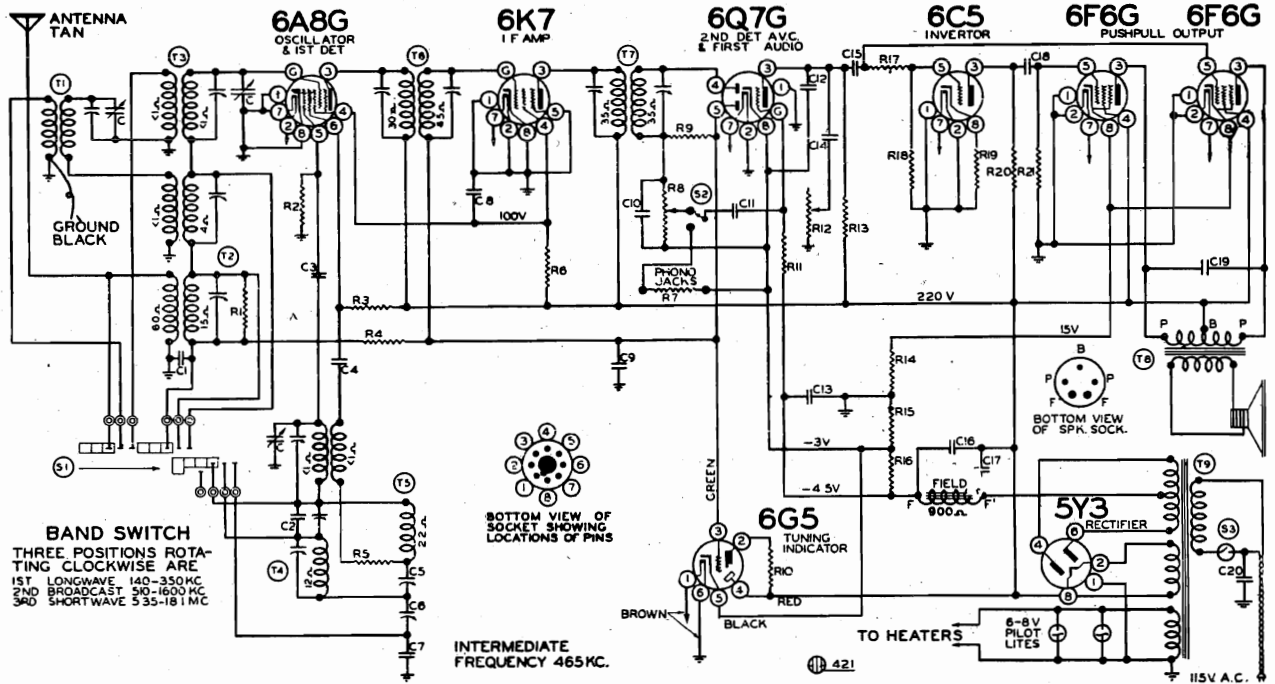 ANTENNA
TAN
6A8G
OSCILLATOR
& 1ST DET
6K7
I F AMP
6Q7G
2ND DET A.V.C.
& FIRST AUDIO
6C5
INVERTOR
6F6G
6F6G
PUSHPULL OUTPUT
T1
T3
T6
T7
C15
R17
C18
C12
C14
R9
R18
R19
R20
R21
R2
C8
100V
C10
R8
S2
C11
R12
R13
GROUND
BLACK
T2
C3
R6
PHONO
JACKS
R7
R11
C19
R1
R3
R4
220 V
15V
C1
C4
C9
R14
C13
R15
B
P
P
F
F
BOTTOM VIEW
OF SPK. SOCK.
P
B
P
T8
S1
-3V
R16
C16
C17
-4.5V
FIELD
F
F
900Ω
GREEN
BOTTOM VIEW OF
SOCKET SHOWING
LOCATIONS OF PINS
6G5
TUNING
INDICATOR
5Y3
RECTIFIER
T9
S3
C20
T5
22Ω
C2
T4
12Ω
R5
C5
C6
C7
R10
RED
BROWN
BLACK
BAND SWITCH
THREE POSITIONS ROTA-
TING CLOCKWISE ARE
1ST LONGWAVE 140-350KC
2ND BROADCAST 510-1600KC
3RD SHORTWAVE 5.35-18.1MC
INTERMEDIATE
FREQUENCY 465KC.
TO HEATERS
6-8V
PILOT
LITES
421
115V. A.C.